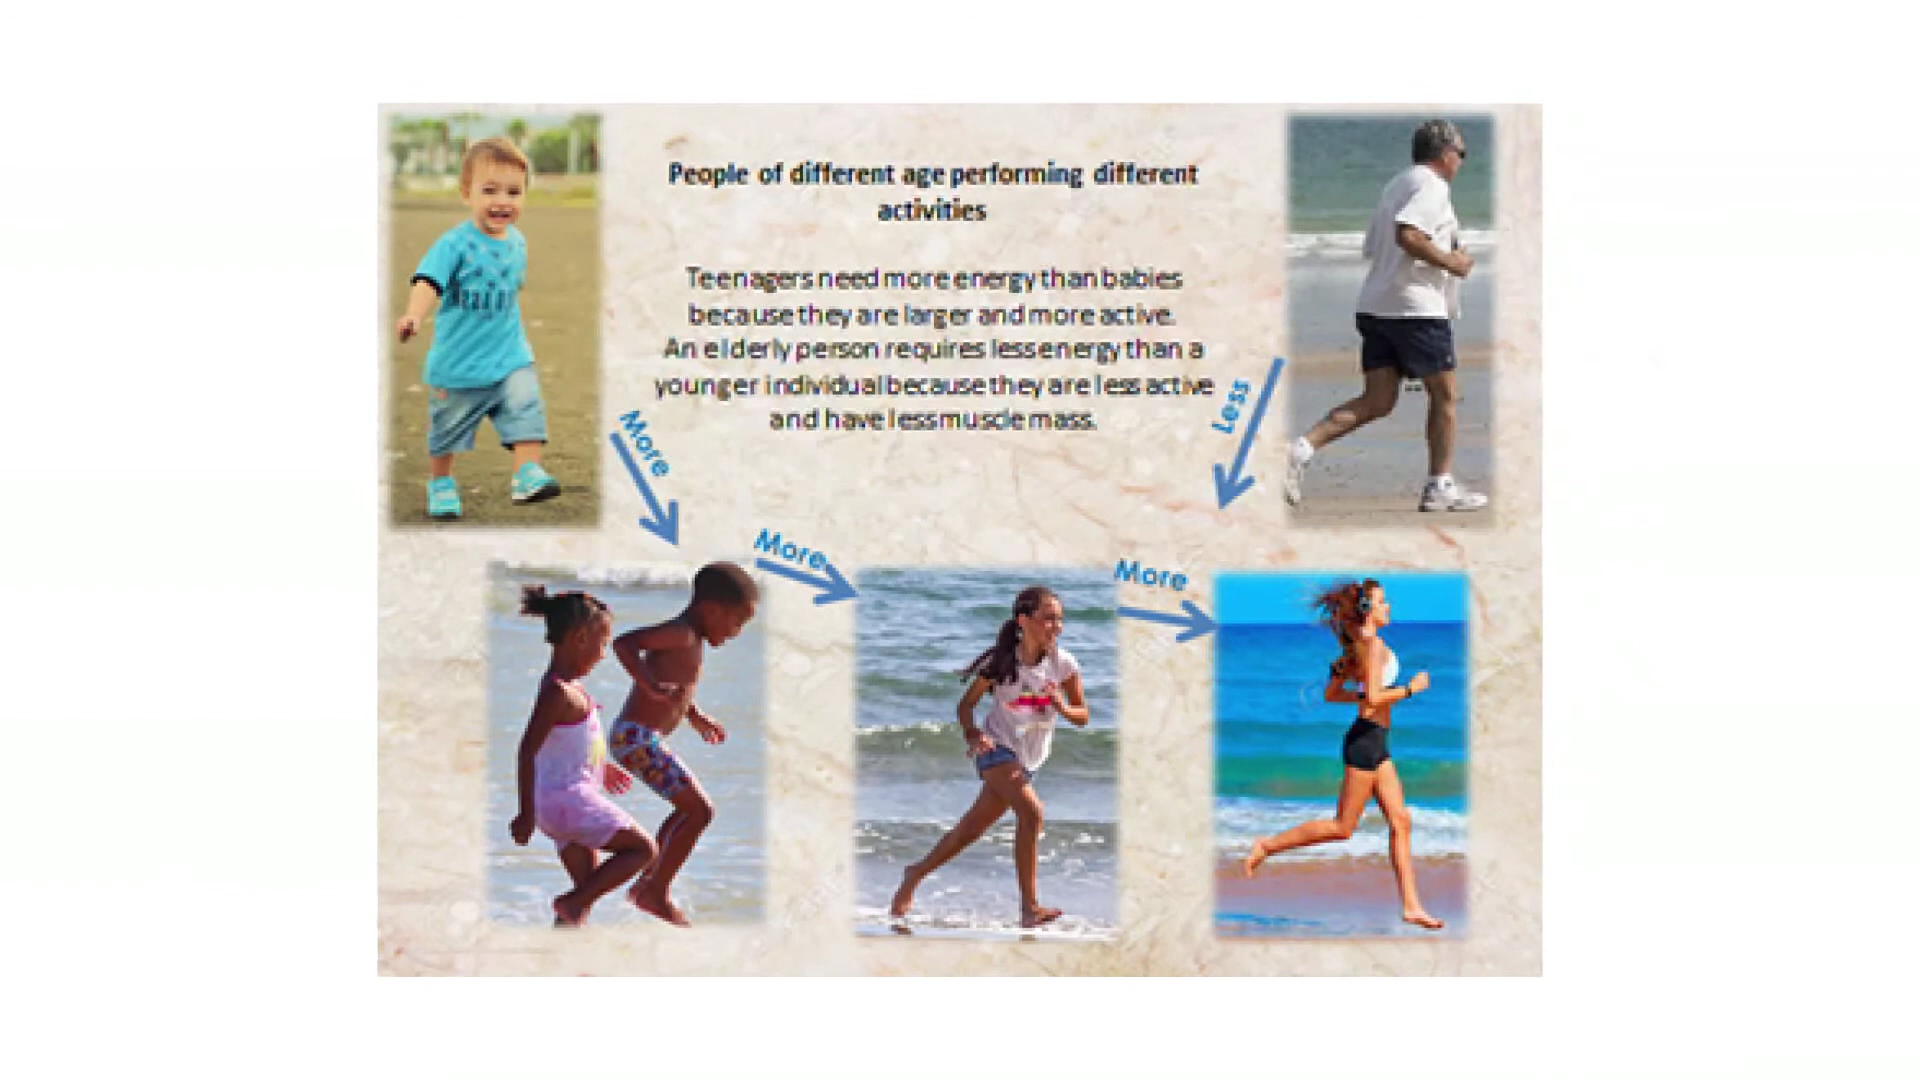 People of different age performing different
activities
Teenagers need more energy than babies
because they are larger and more active.
An elderly person requires less energy than a
younger individual because they are less active
and have less muscle mass.
More
Less
More
More